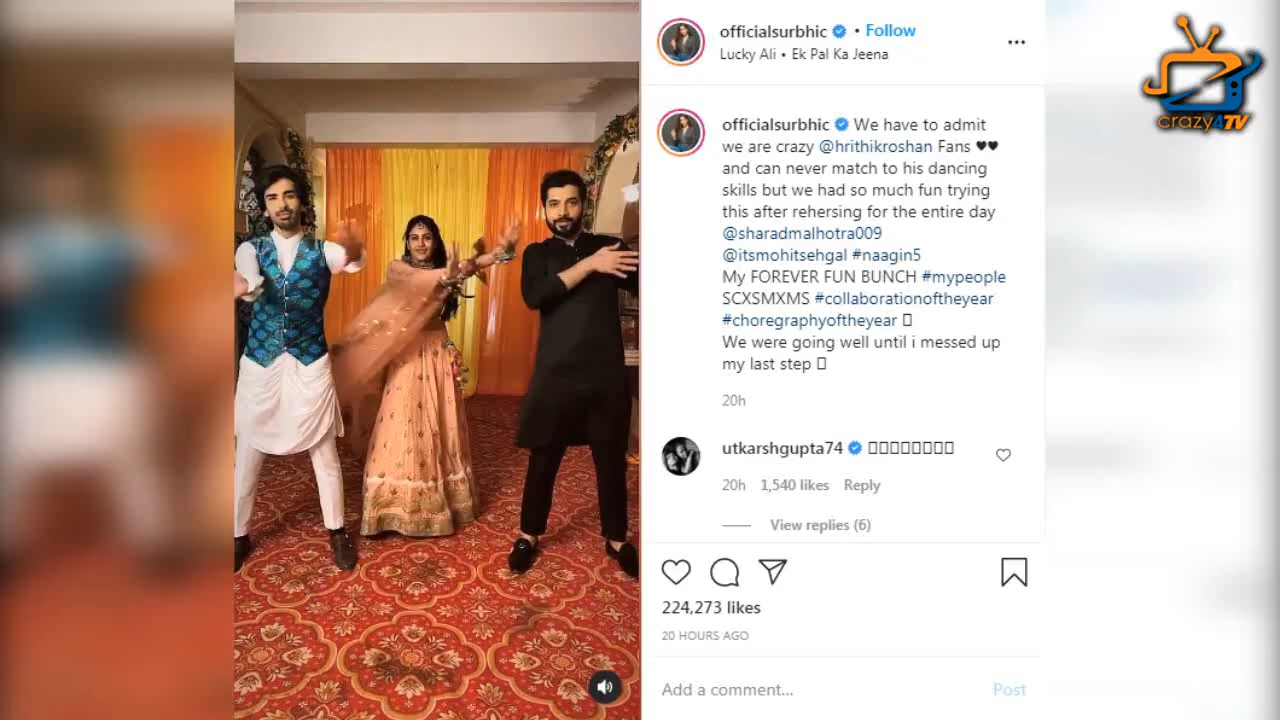 officialsurbhic • Follow
Lucky Ali • Ek Pal Ka Jeena
crazy4TV
officialsurbhic We have to admit
we are crazy @hrithikroshan Fans ♥♥
and can never match to his dancing
skills but we had so much fun trying
this after rehersing for the entire day
@sharadmalhotra009
@itsmohitsehgal #naagin5
My FOREVER FUN BUNCH #mypeople
SCXSMXMS #collaborationoftheyear
#choregraphyoftheyear
We were going well until i messed up
my last step
20h
utkarshgupta74
20h 1,540 likes Reply
View replies (6)
224,273 likes
20 HOURS AGO
Add a comment... Post